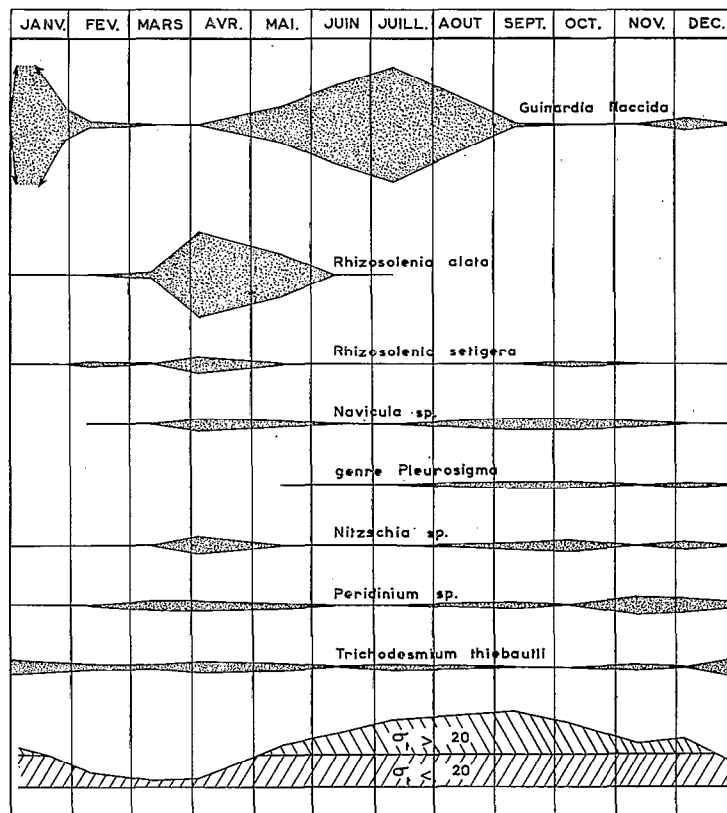 JANV. FEV. MARS AVR. MAI. JUIN JUILL. AOUT SEPT. OCT. NOV. DEC.
Guinardia flaccida
Rhizosolenia alata
Rhizosolenia setigera
Navicula sp.
genre Pleurosigma
Nitzschia sp.
Peridinium sp.
Trichodesmium thiebautii
> 20
< 20